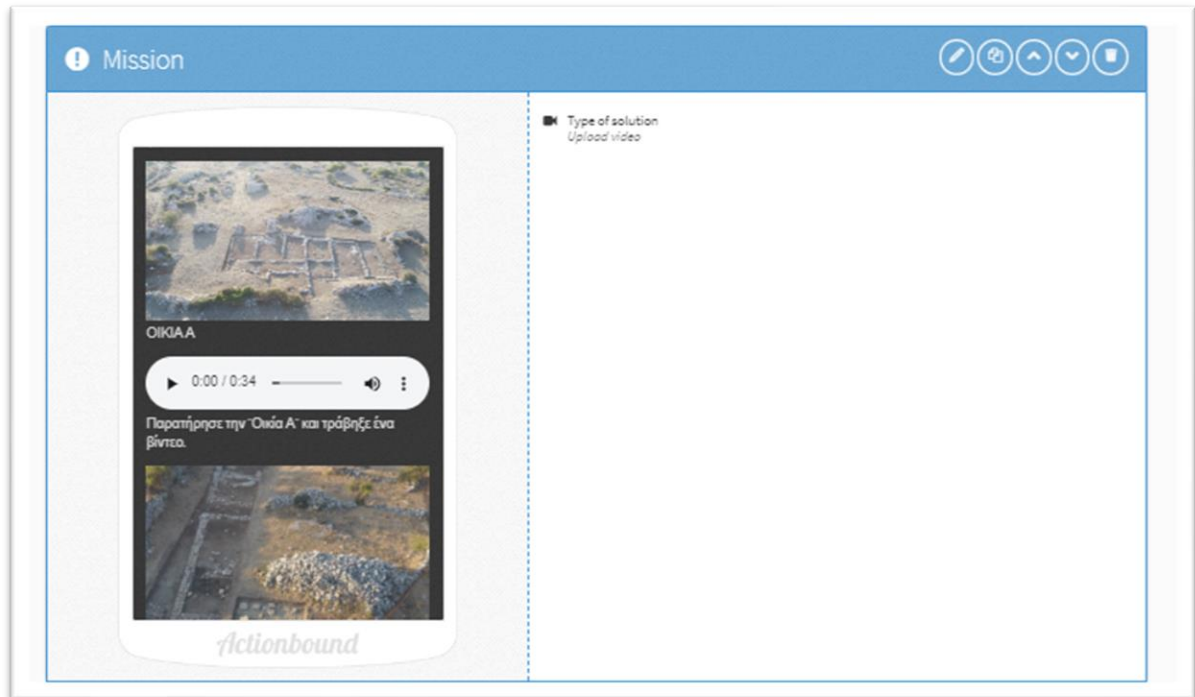 Mission
Type of solution
Upload video
ΟΙΚΙΑ Α
0:00 / 0:34
Παρατήρησε την ¨Οικία Α¨ και τράβηξε ένα
βίντεο.
Actionbound